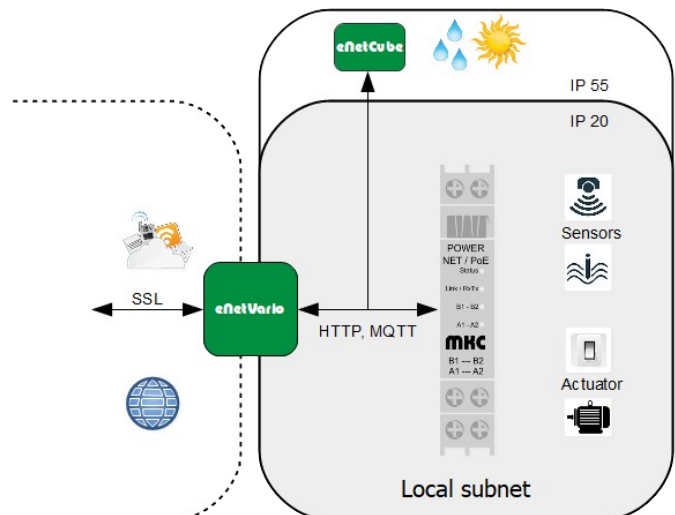 eNetCube
IP 55
IP 20
POWER
NET / PoE
Status
Sensors
Link / RxTx
SSL
eNetVario
B1 - B2
HTTP, MQTT
A1 - A2
MKC
B1 --- B2
A1 --- A2
Actuator
Local subnet